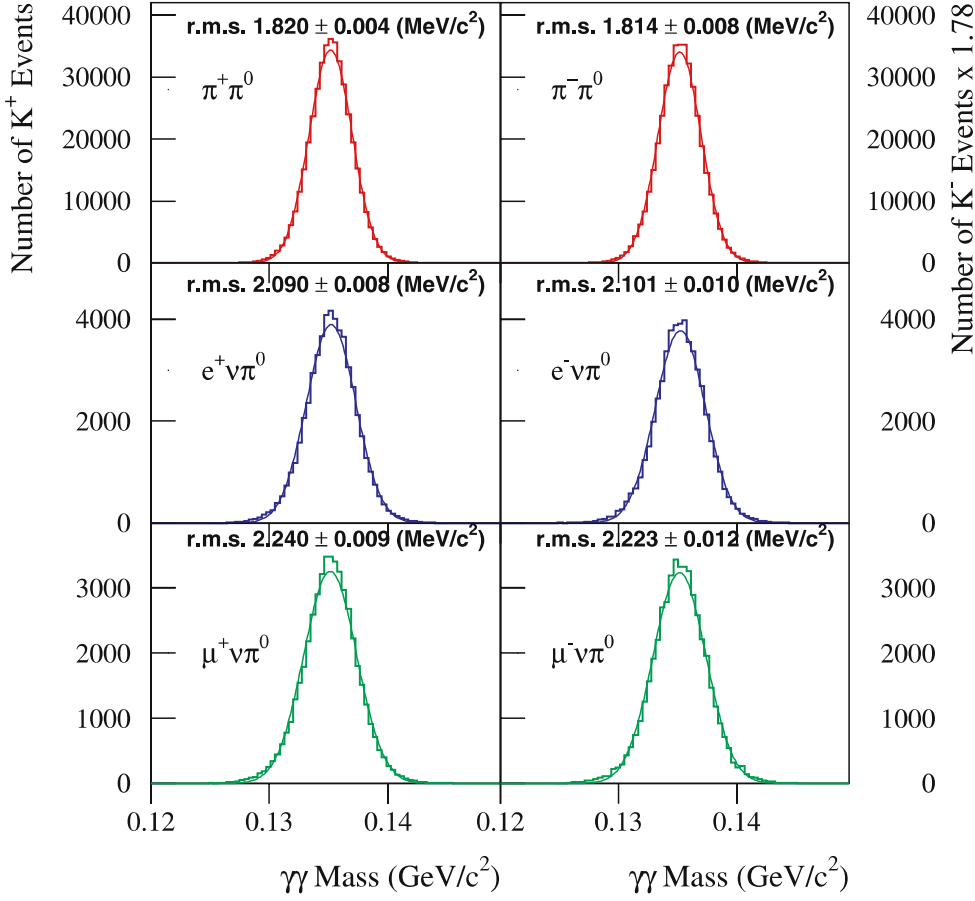 Number of K⁺ Events
40000
30000
20000
10000
0
r.m.s. 1.820 ± 0.004 (MeV/c²)
π⁺π⁰
r.m.s. 1.814 ± 0.008 (MeV/c²)
π⁻π⁰
40000
30000
20000
10000
0
Number of K⁻ Events x 1.78
4000
2000
0
r.m.s. 2.090 ± 0.008 (MeV/c²)
e⁺νπ⁰
r.m.s. 2.101 ± 0.010 (MeV/c²)
e⁻νπ⁰
4000
2000
0
3000
2000
1000
0
r.m.s. 2.240 ± 0.009 (MeV/c²)
μ⁺νπ⁰
r.m.s. 2.223 ± 0.012 (MeV/c²)
μ⁻νπ⁰
3000
2000
1000
0
0.12 0.13 0.14 0.12 0.13 0.14
γγ Mass (GeV/c²) γγ Mass (GeV/c²)